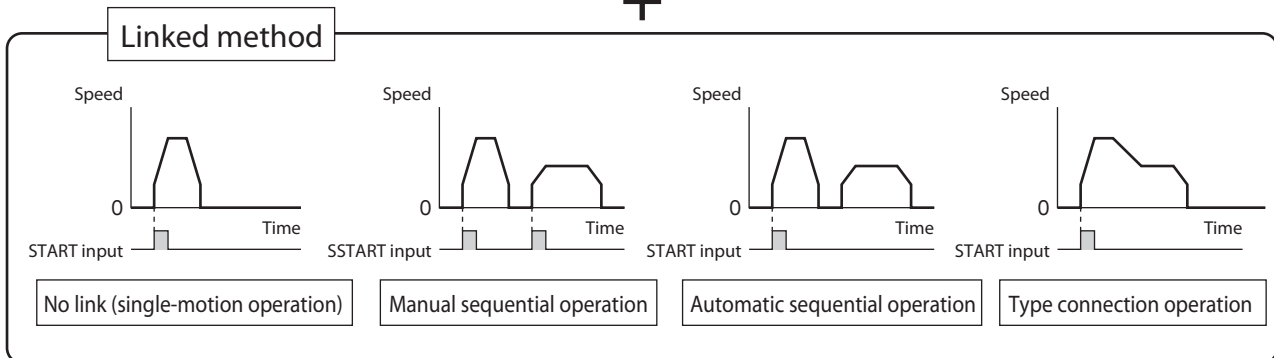 Linked method
Speed
0
Time
START input
No link (single-motion operation)
Speed
0
Time
SSTART input
Manual sequential operation
Speed
0
Time
START input
Automatic sequential operation
Speed
0
Time
START input
Type connection operation